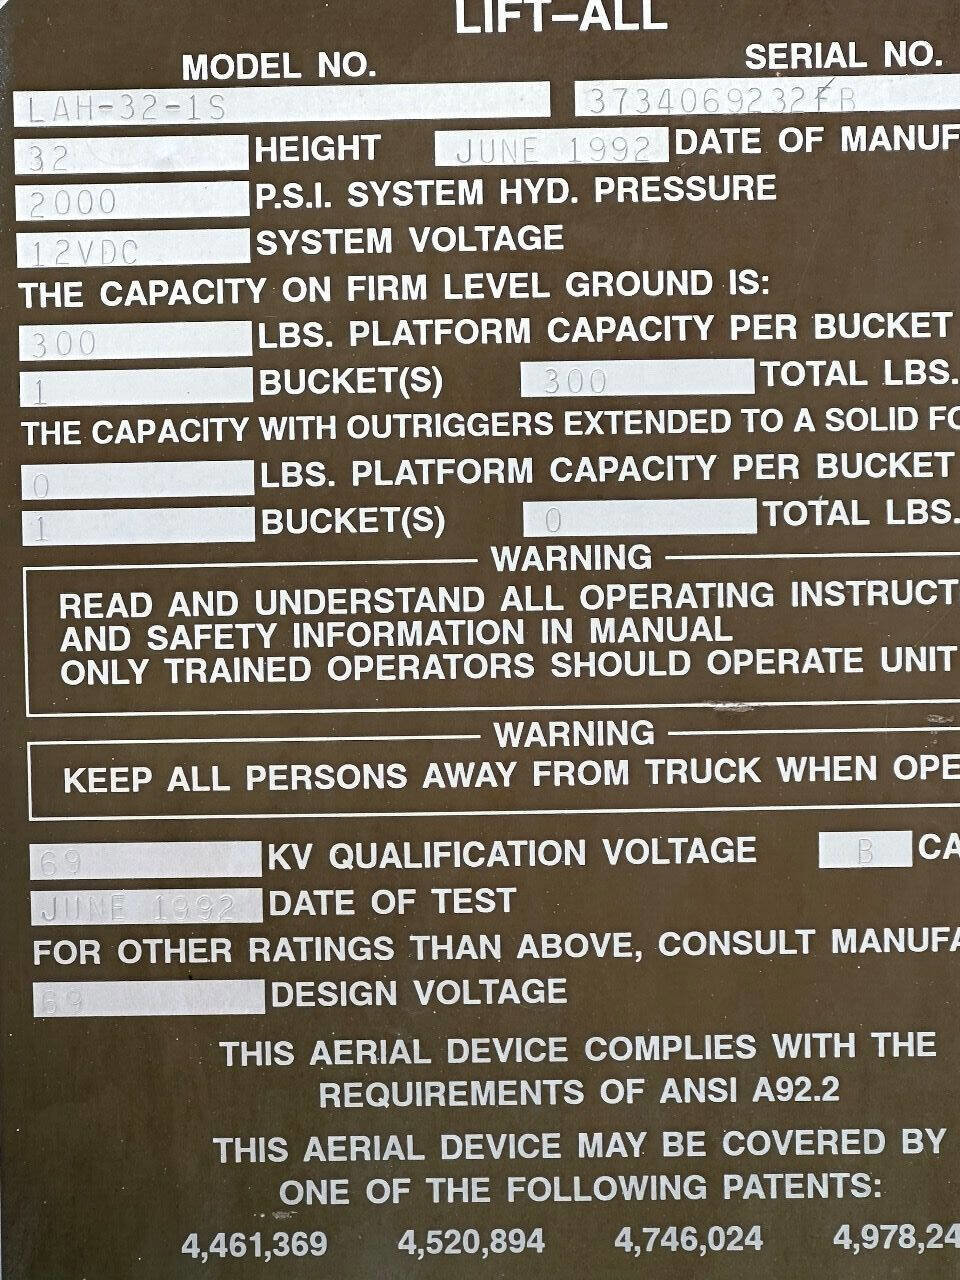 LIFT-ALL
MODEL NO. SERIAL NO.
LAH-32-1S 3734069232FB
32 HEIGHT JUNE 1992 DATE OF MANUF
2000 P.S.I. SYSTEM HYD. PRESSURE
12VDC SYSTEM VOLTAGE
THE CAPACITY ON FIRM LEVEL GROUND IS:
300 LBS. PLATFORM CAPACITY PER BUCKET
1 BUCKET(S) 300 TOTAL LBS.
THE CAPACITY WITH OUTRIGGERS EXTENDED TO A SOLID FO
0 LBS. PLATFORM CAPACITY PER BUCKET
1 BUCKET(S) 0 TOTAL LBS.
WARNING
READ AND UNDERSTAND ALL OPERATING INSTRUCT
AND SAFETY INFORMATION IN MANUAL
ONLY TRAINED OPERATORS SHOULD OPERATE UNIT
WARNING
KEEP ALL PERSONS AWAY FROM TRUCK WHEN OPE
69 KV QUALIFICATION VOLTAGE B CA
JUNE 1992 DATE OF TEST
FOR OTHER RATINGS THAN ABOVE, CONSULT MANUFA
69 DESIGN VOLTAGE
THIS AERIAL DEVICE COMPLIES WITH THE
REQUIREMENTS OF ANSI A92.2
THIS AERIAL DEVICE MAY BE COVERED BY
ONE OF THE FOLLOWING PATENTS:
4,461,369 4,520,894 4,746,024 4,978,24